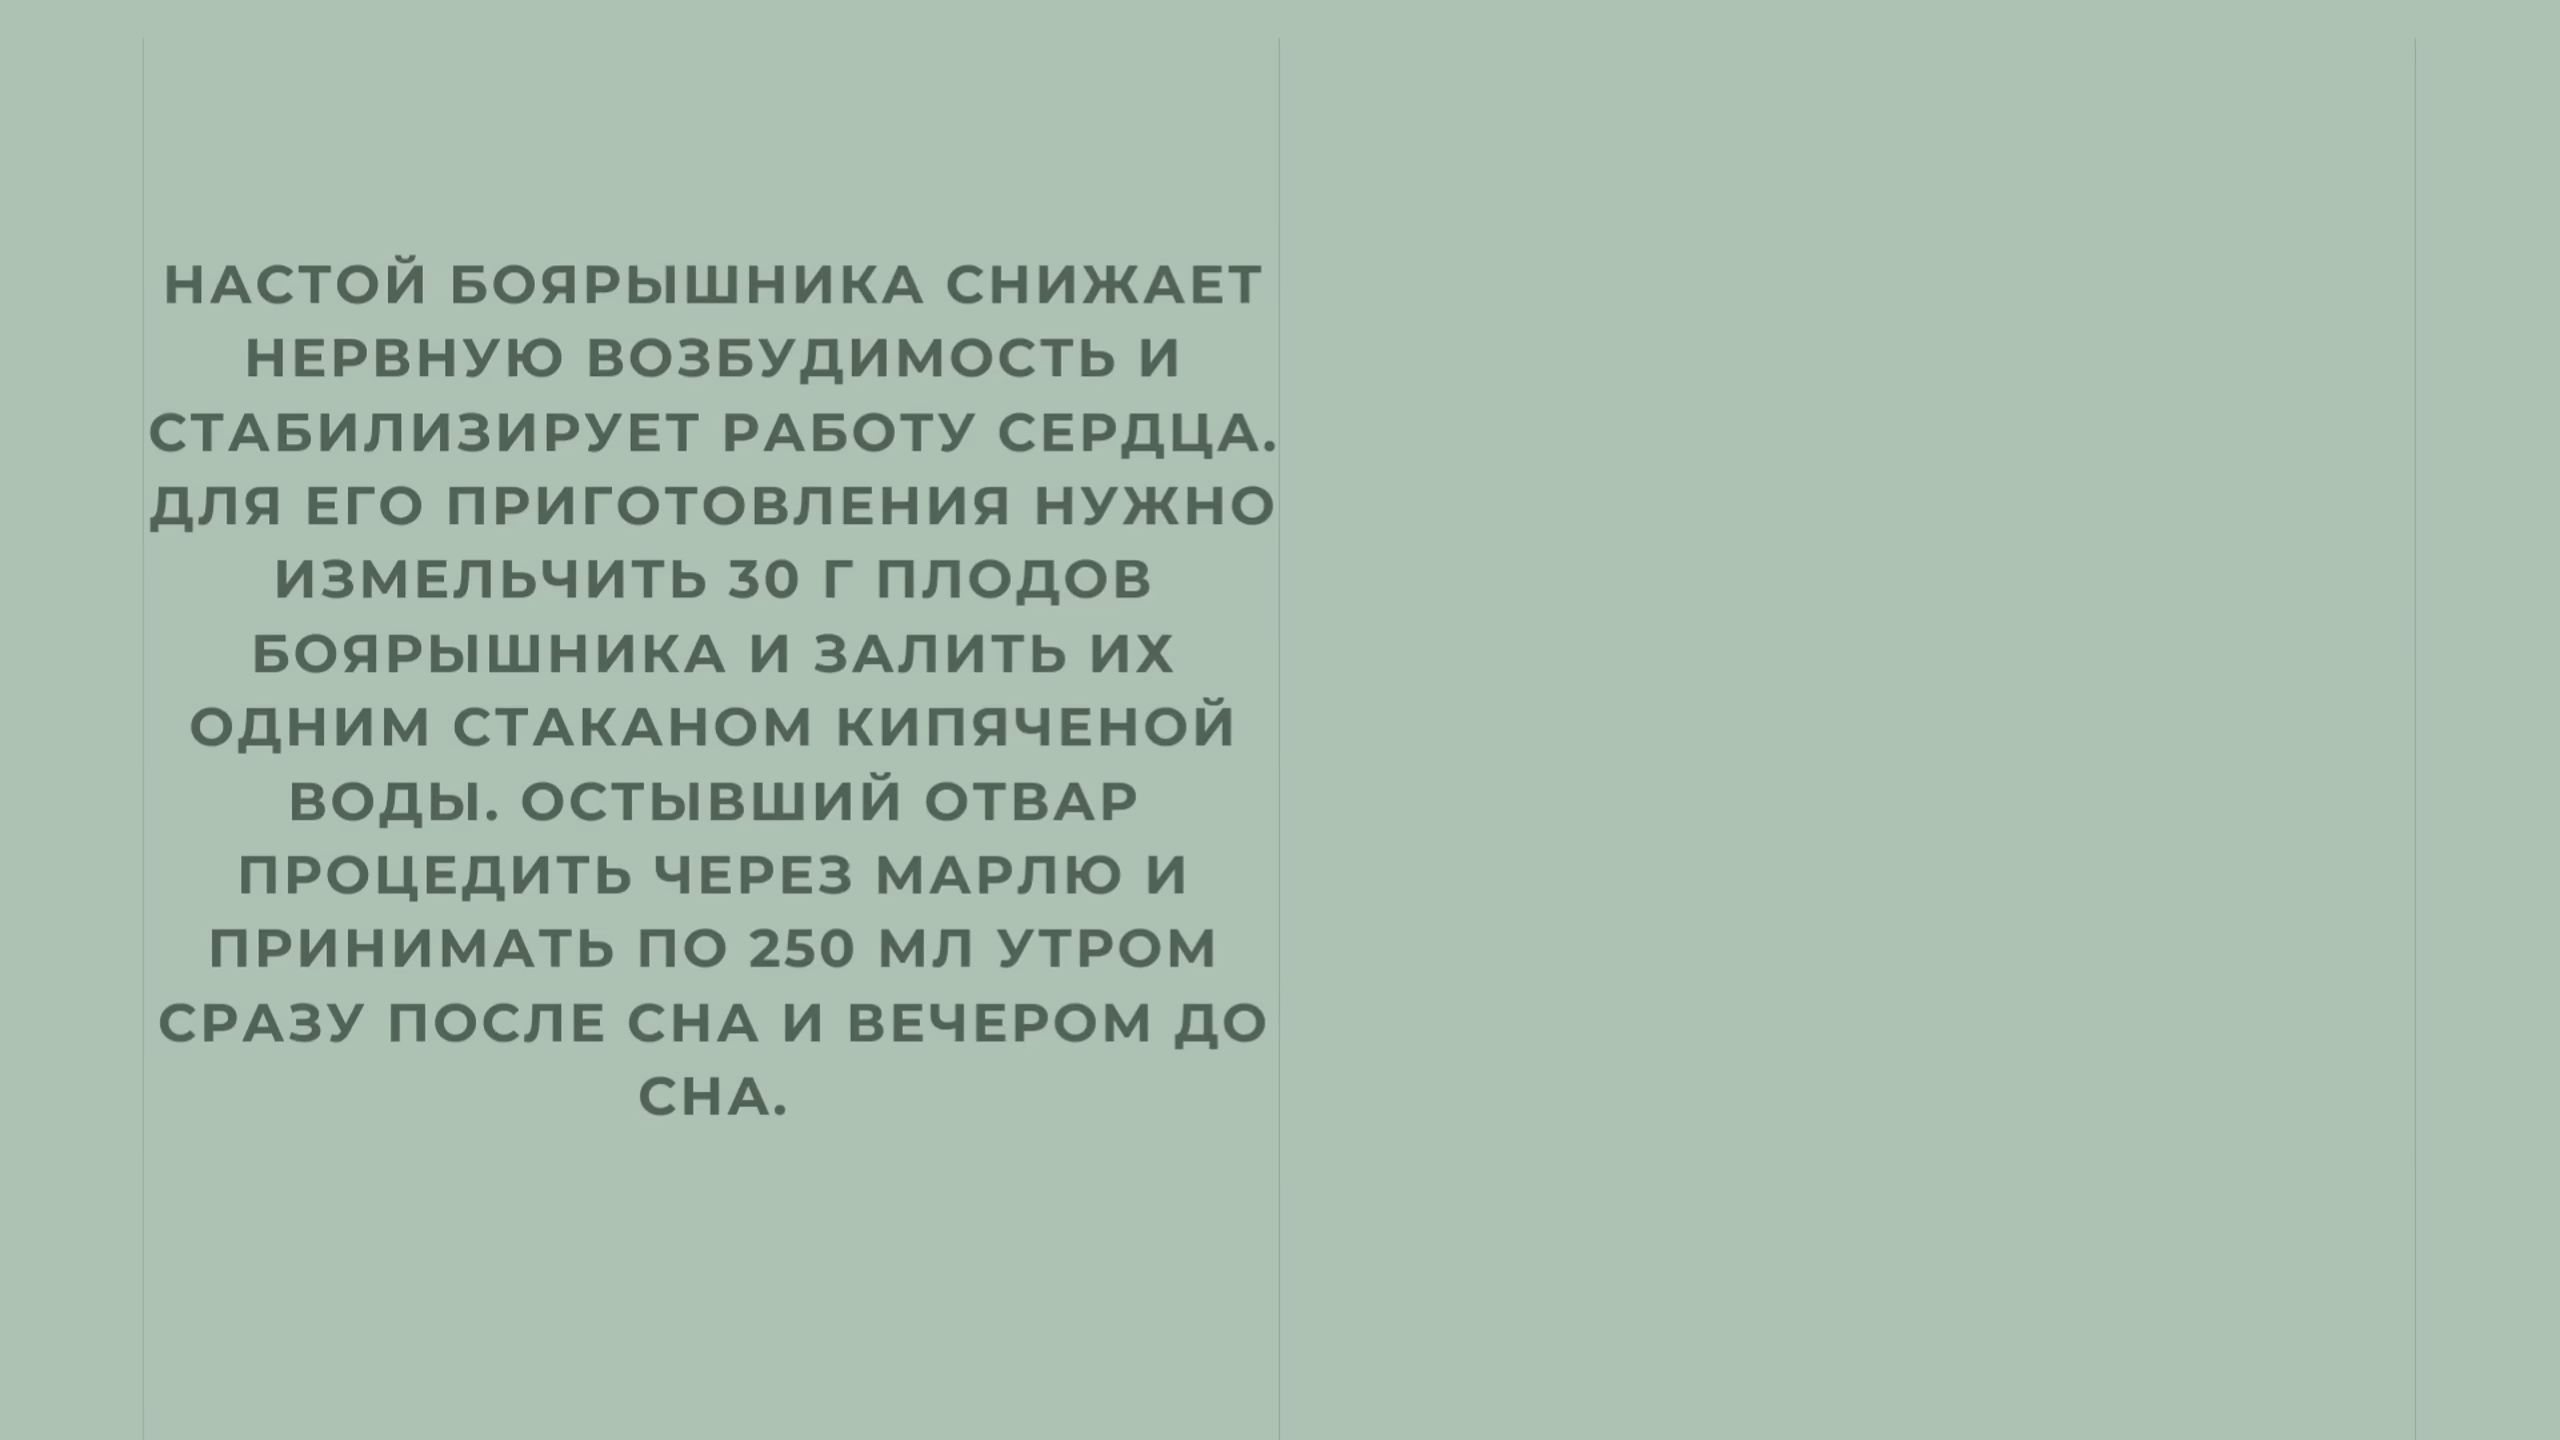 НАСТОЙ БОЯРЫШНИКА СНИЖАЕТ
НЕРВНУЮ ВОЗБУДИМОСТЬ И
СТАБИЛИЗИРУЕТ РАБОТУ СЕРДЦА.
ДЛЯ ЕГО ПРИГОТОВЛЕНИЯ НУЖНО
ИЗМЕЛЬЧИТЬ 30 Г ПЛОДОВ
БОЯРЫШНИКА И ЗАЛИТЬ ИХ
ОДНИМ СТАКАНОМ КИПЯЧЕНОЙ
ВОДЫ. ОСТЫВШИЙ ОТВАР
ПРОЦЕДИТЬ ЧЕРЕЗ МАРЛЮ И
ПРИНИМАТЬ ПО 250 МЛ УТРОМ
СРАЗУ ПОСЛЕ СНА И ВЕЧЕРОМ ДО
СНА.